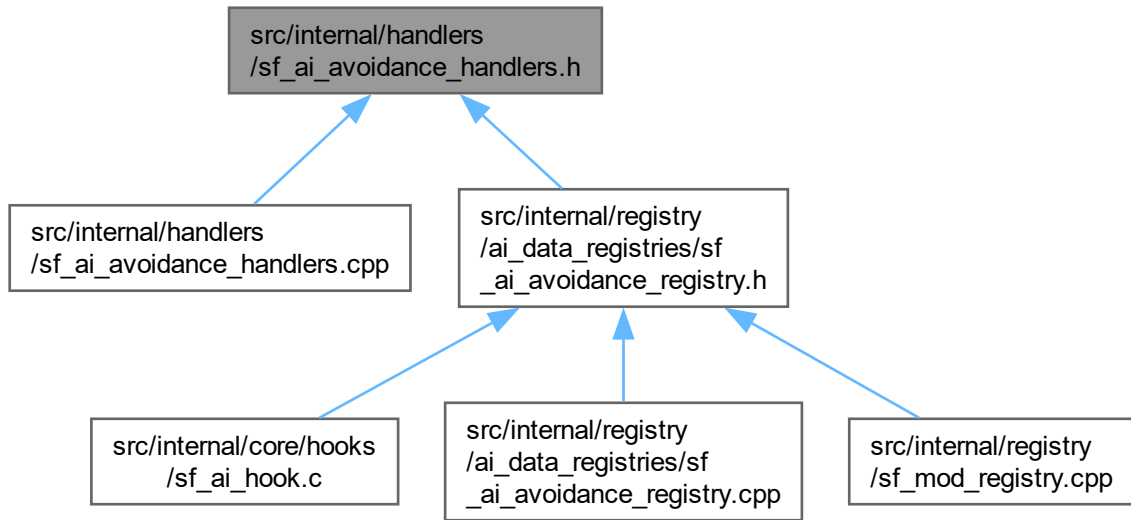 src/internal/handlers
/sf_ai_avoidance_handlers.h
src/internal/handlers
/sf_ai_avoidance_handlers.cpp
src/internal/registry
/ai_data_registries/sf
_ai_avoidance_registry.h
src/internal/core/hooks
/sf_ai_hook.c
src/internal/registry
/ai_data_registries/sf
_ai_avoidance_registry.cpp
src/internal/registry
/sf_mod_registry.cpp